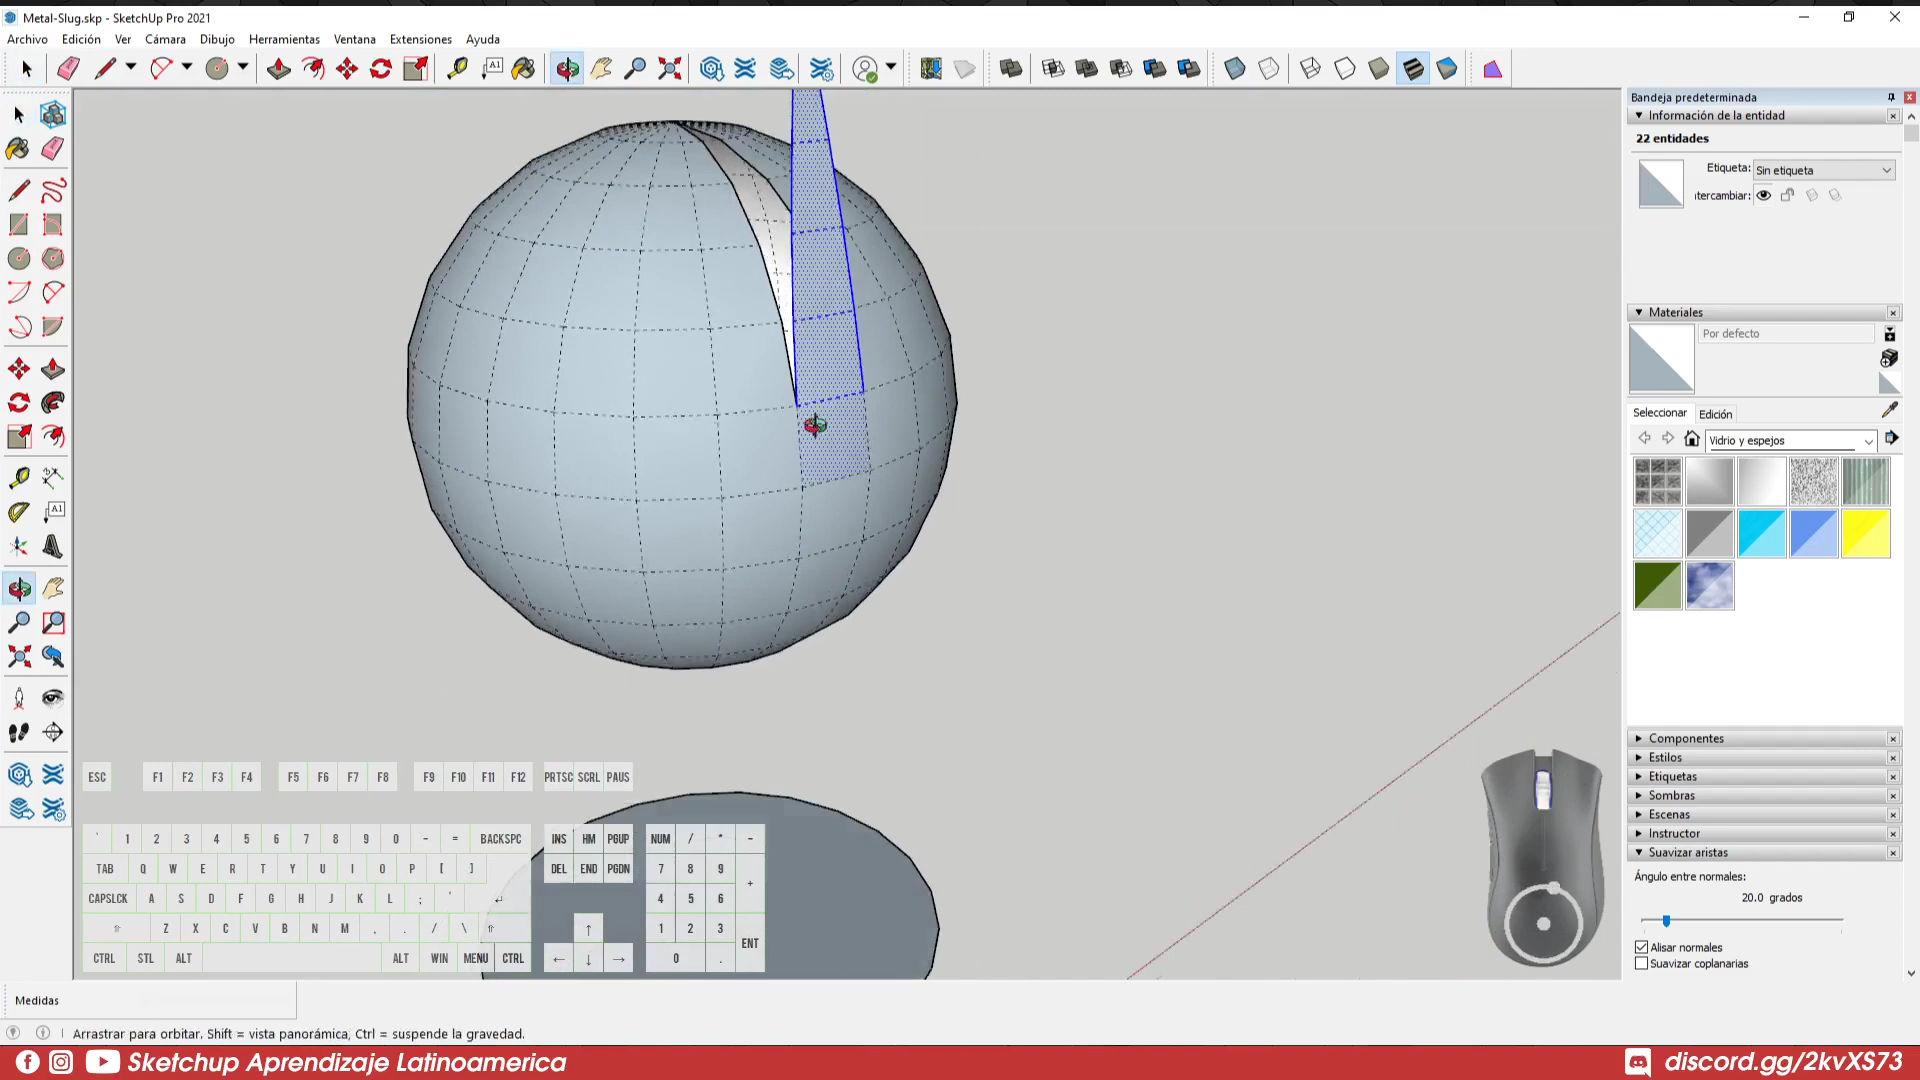 Metal-Slug.skp - SketchUp Pro 2021
Archivo Edición Ver Cámara Dibujo Herramientas Ventana Extensiones Ayuda
A1
Bandeja predeterminada
Información de la entidad
22 entidades
Etiqueta: Sin etiqueta
ıtercambiar:
Materiales
Por defecto
Seleccionar Edición
Vidrio y espejos
A1
Componentes
Estilos
Etiquetas
Sombras
Escenas
Instructor
Suavizar aristas
Ángulo entre normales:
20.0 grados
Alisar normales
Suavizar coplanarias
ESC F1 F2 F3 F4 F5 F6 F7 F8 F9 F10 F11 F12 PRTSC SCRL PAUS
` 1 2 3 4 5 6 7 8 9 0 - = BACKSPC INS HM PGUP NUM / * -
TAB Q W E R T Y U I O P [ ] DEL END PGDN 7 8 9 +
CAPSLCK A S D F G H J K L ; ' ↵ 4 5 6
⇧ Z X C V B N M , . / \ ⇧ ↑ 1 2 3 ENT
CTRL STL ALT ALT WIN MENU CTRL ← ↓ → 0 .
Medidas
Arrastrar para orbitar. Shift = vista panorámica, Ctrl = suspende la gravedad.
Sketchup Aprendizaje Latinoamerica
discord.gg/2kvXS73